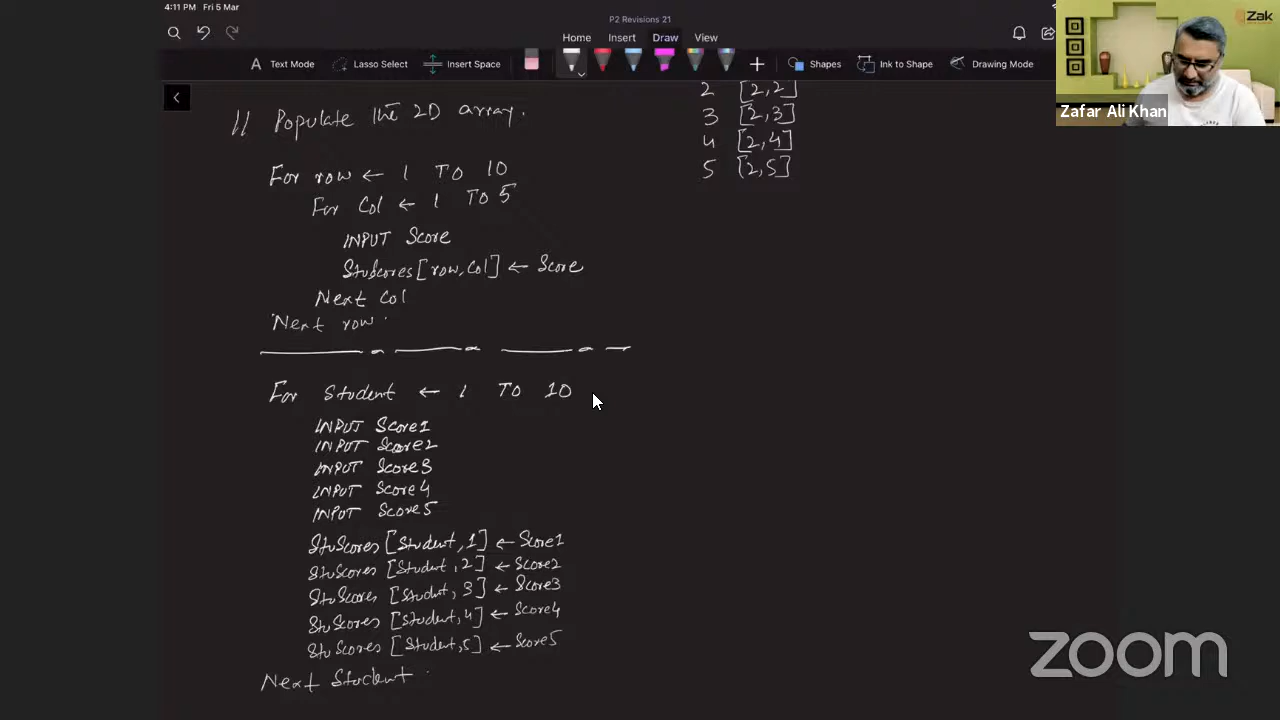 4:11 PM Fri 5 Mar
P2 Revisions 21
Home Insert Draw View
Text Mode Lasso Select Insert Space Shapes Ink to Shape Drawing Mode
Zak
Zafar Ali Khan
// Populate the 2D array.
For row ← 1 TO 10
For Col ← 1 TO 5
INPUT Score
StuScores[row,Col] ← Score
Next Col
Next row.
For Student ← 1 TO 10
INPUT Score1
INPUT Score2
INPUT Score3
INPUT Score4
INPUT Score5
StuScores [Student,1] ← Score1
StuScores [Student,2] ← Score2
StuScores [Student,3] ← Score3
StuScores [Student,4] ← Score4
StuScores [Student,5] ← Score5
Next Student
2 [2,2]
3 [2,3]
4 [2,4]
5 [2,5]
zoom